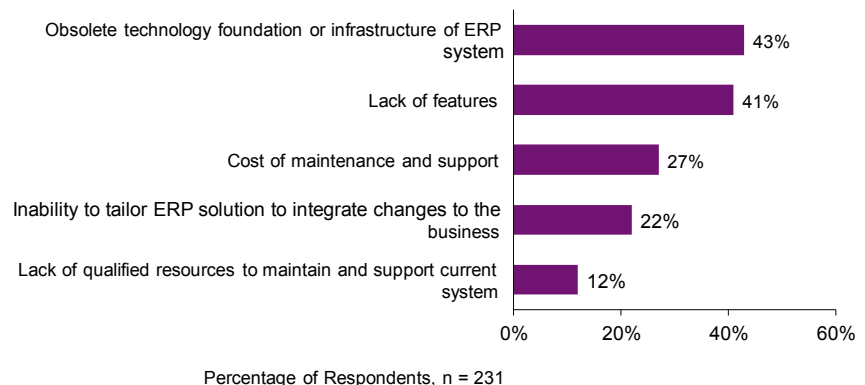 Obsolete technology foundation or infrastructure of ERP
system
43%
Lack of features
41%
Cost of maintenance and support
27%
Inability to tailor ERP solution to integrate changes to the
business
22%
Lack of qualified resources to maintain and support current
system
12%
0% 20% 40% 60%
Percentage of Respondents, n = 231